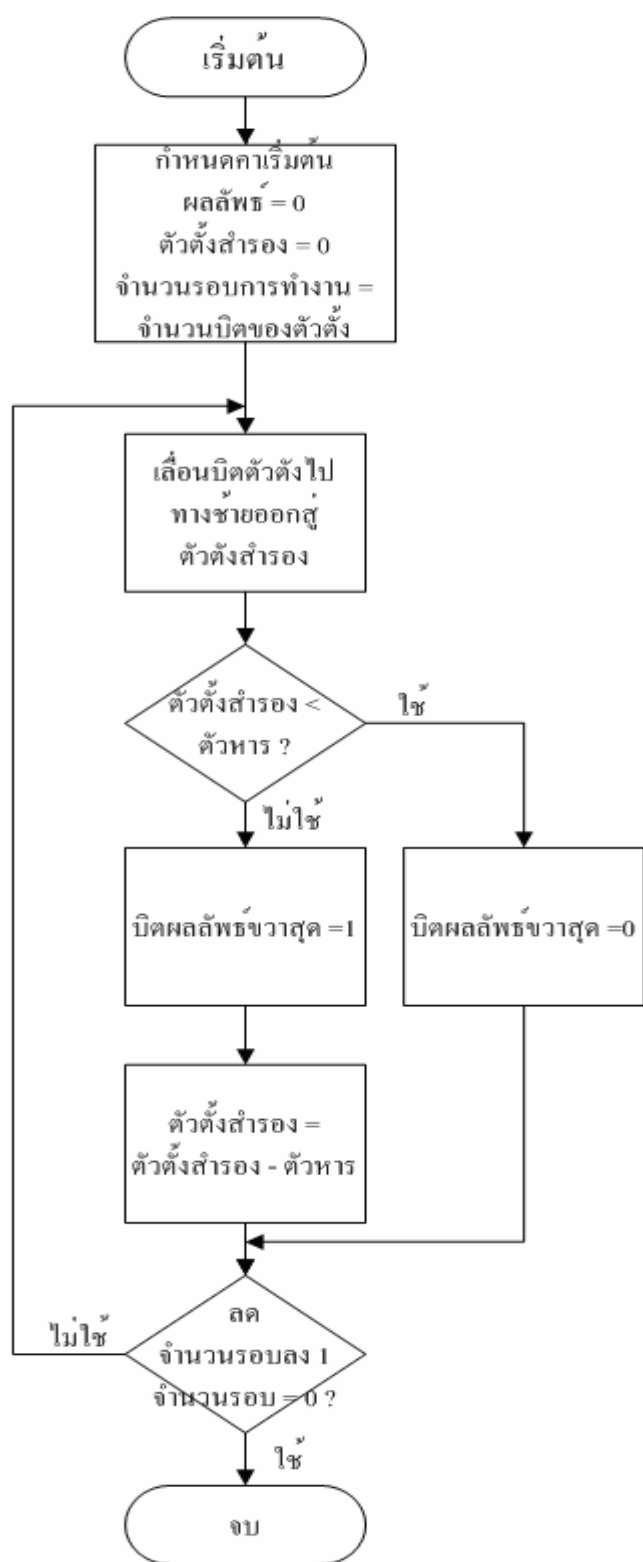 เริ่มต้น
กำหนดคาเริ่มต้น
ผลลัพธ์ = 0
ตัวตั้งสำรอง = 0
จำนวนรอบการทำงาน =
จำนวนบิตของตัวตั้ง
เลื่อนบิตตัวตังไป
ทางช้ายออกสู่
ตัวตังสำรอง
ตัวตั้งสำรอง <
ตัวหาร ?
ใช้
ไม่ใช้
บิตผลลัพธ์ขวาสุด =1
บิตผลลัพธ์ขวาสุด =0
ตัวตั้งสำรอง =
ตัวตั้งสำรอง - ตัวหาร
ลด
จำนวนรอบลง 1
จำนวนรอบ = 0 ?
ไม่ใช้
ใช้
จบ